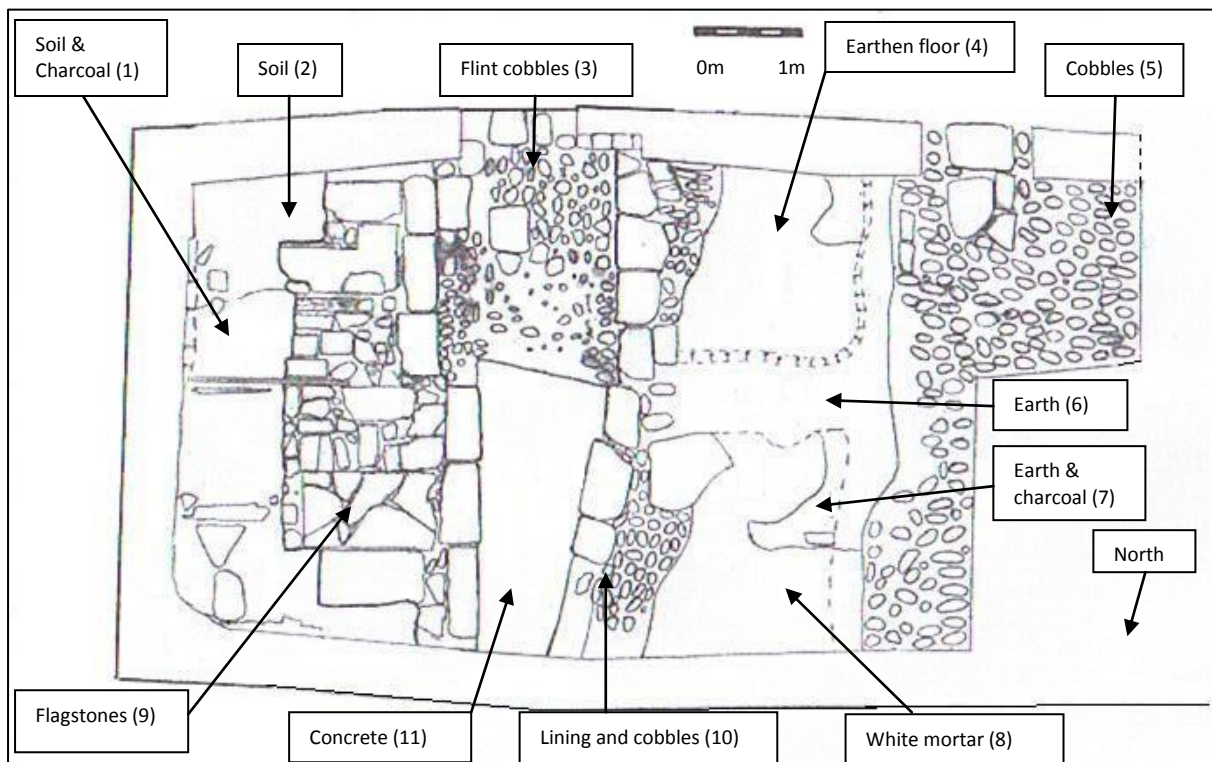 Soil &
Charcoal (1)
Soil (2)
Flint cobbles (3)
0m 1m
Earthen floor (4)
Cobbles (5)
Earth (6)
Earth &
charcoal (7)
North
Flagstones (9)
Concrete (11)
Lining and cobbles (10)
White mortar (8)